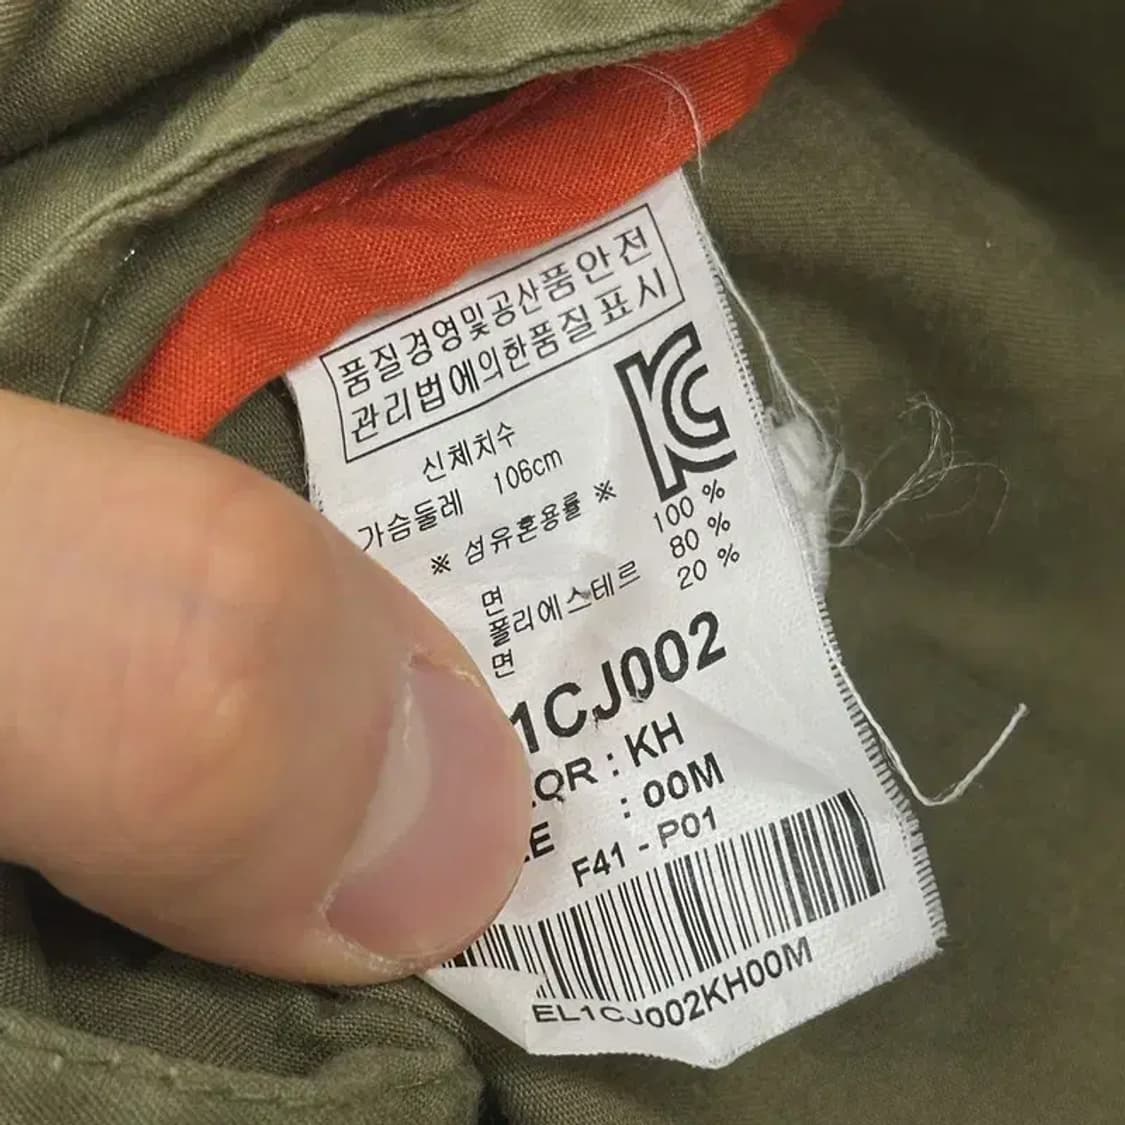 품질경영및공산품안전
관리법에의한품질표시
신체치수
가슴둘레 106cm
※ 섬유혼용률 ※
면 100 %
폴리에스테르 80 %
면 20 %
1CJ002
: KH
: 00M
F41 - P01
EL1CJ002KH00M